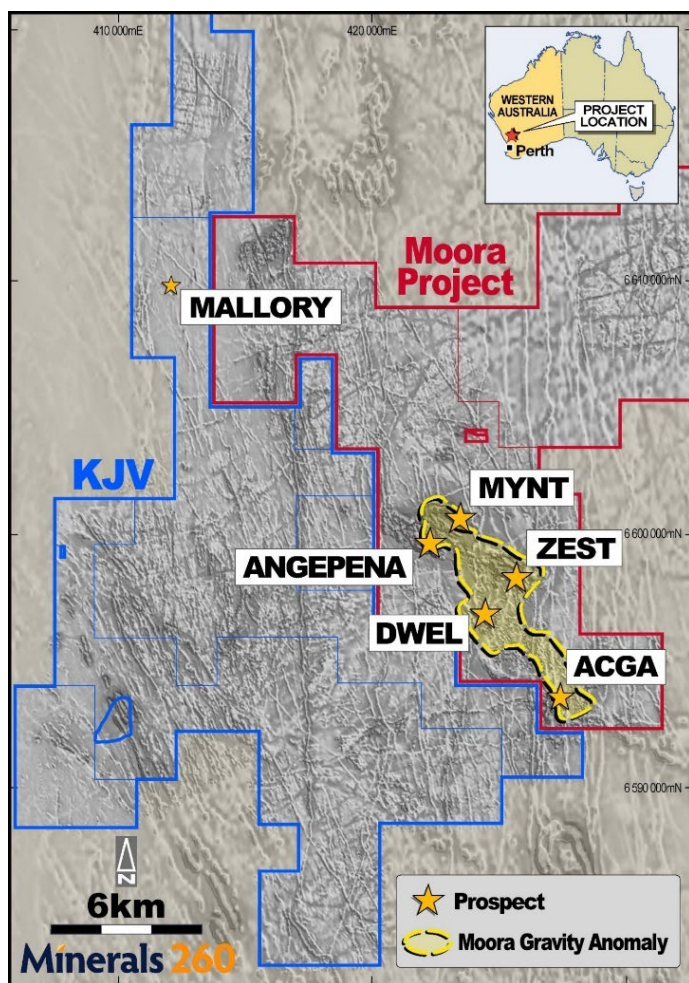 410 000mE
420 000mE
WESTERN
AUSTRALIA
PROJECT
LOCATION
Perth
Moora
Project
6 610 000mN
MALLORY
KJV
MYNT
ZEST
6 600 000mN
ANGEPENA
DWEL
ACGA
6 590 000mN
N
6km
Minerals 260
Prospect
Moora Gravity Anomaly